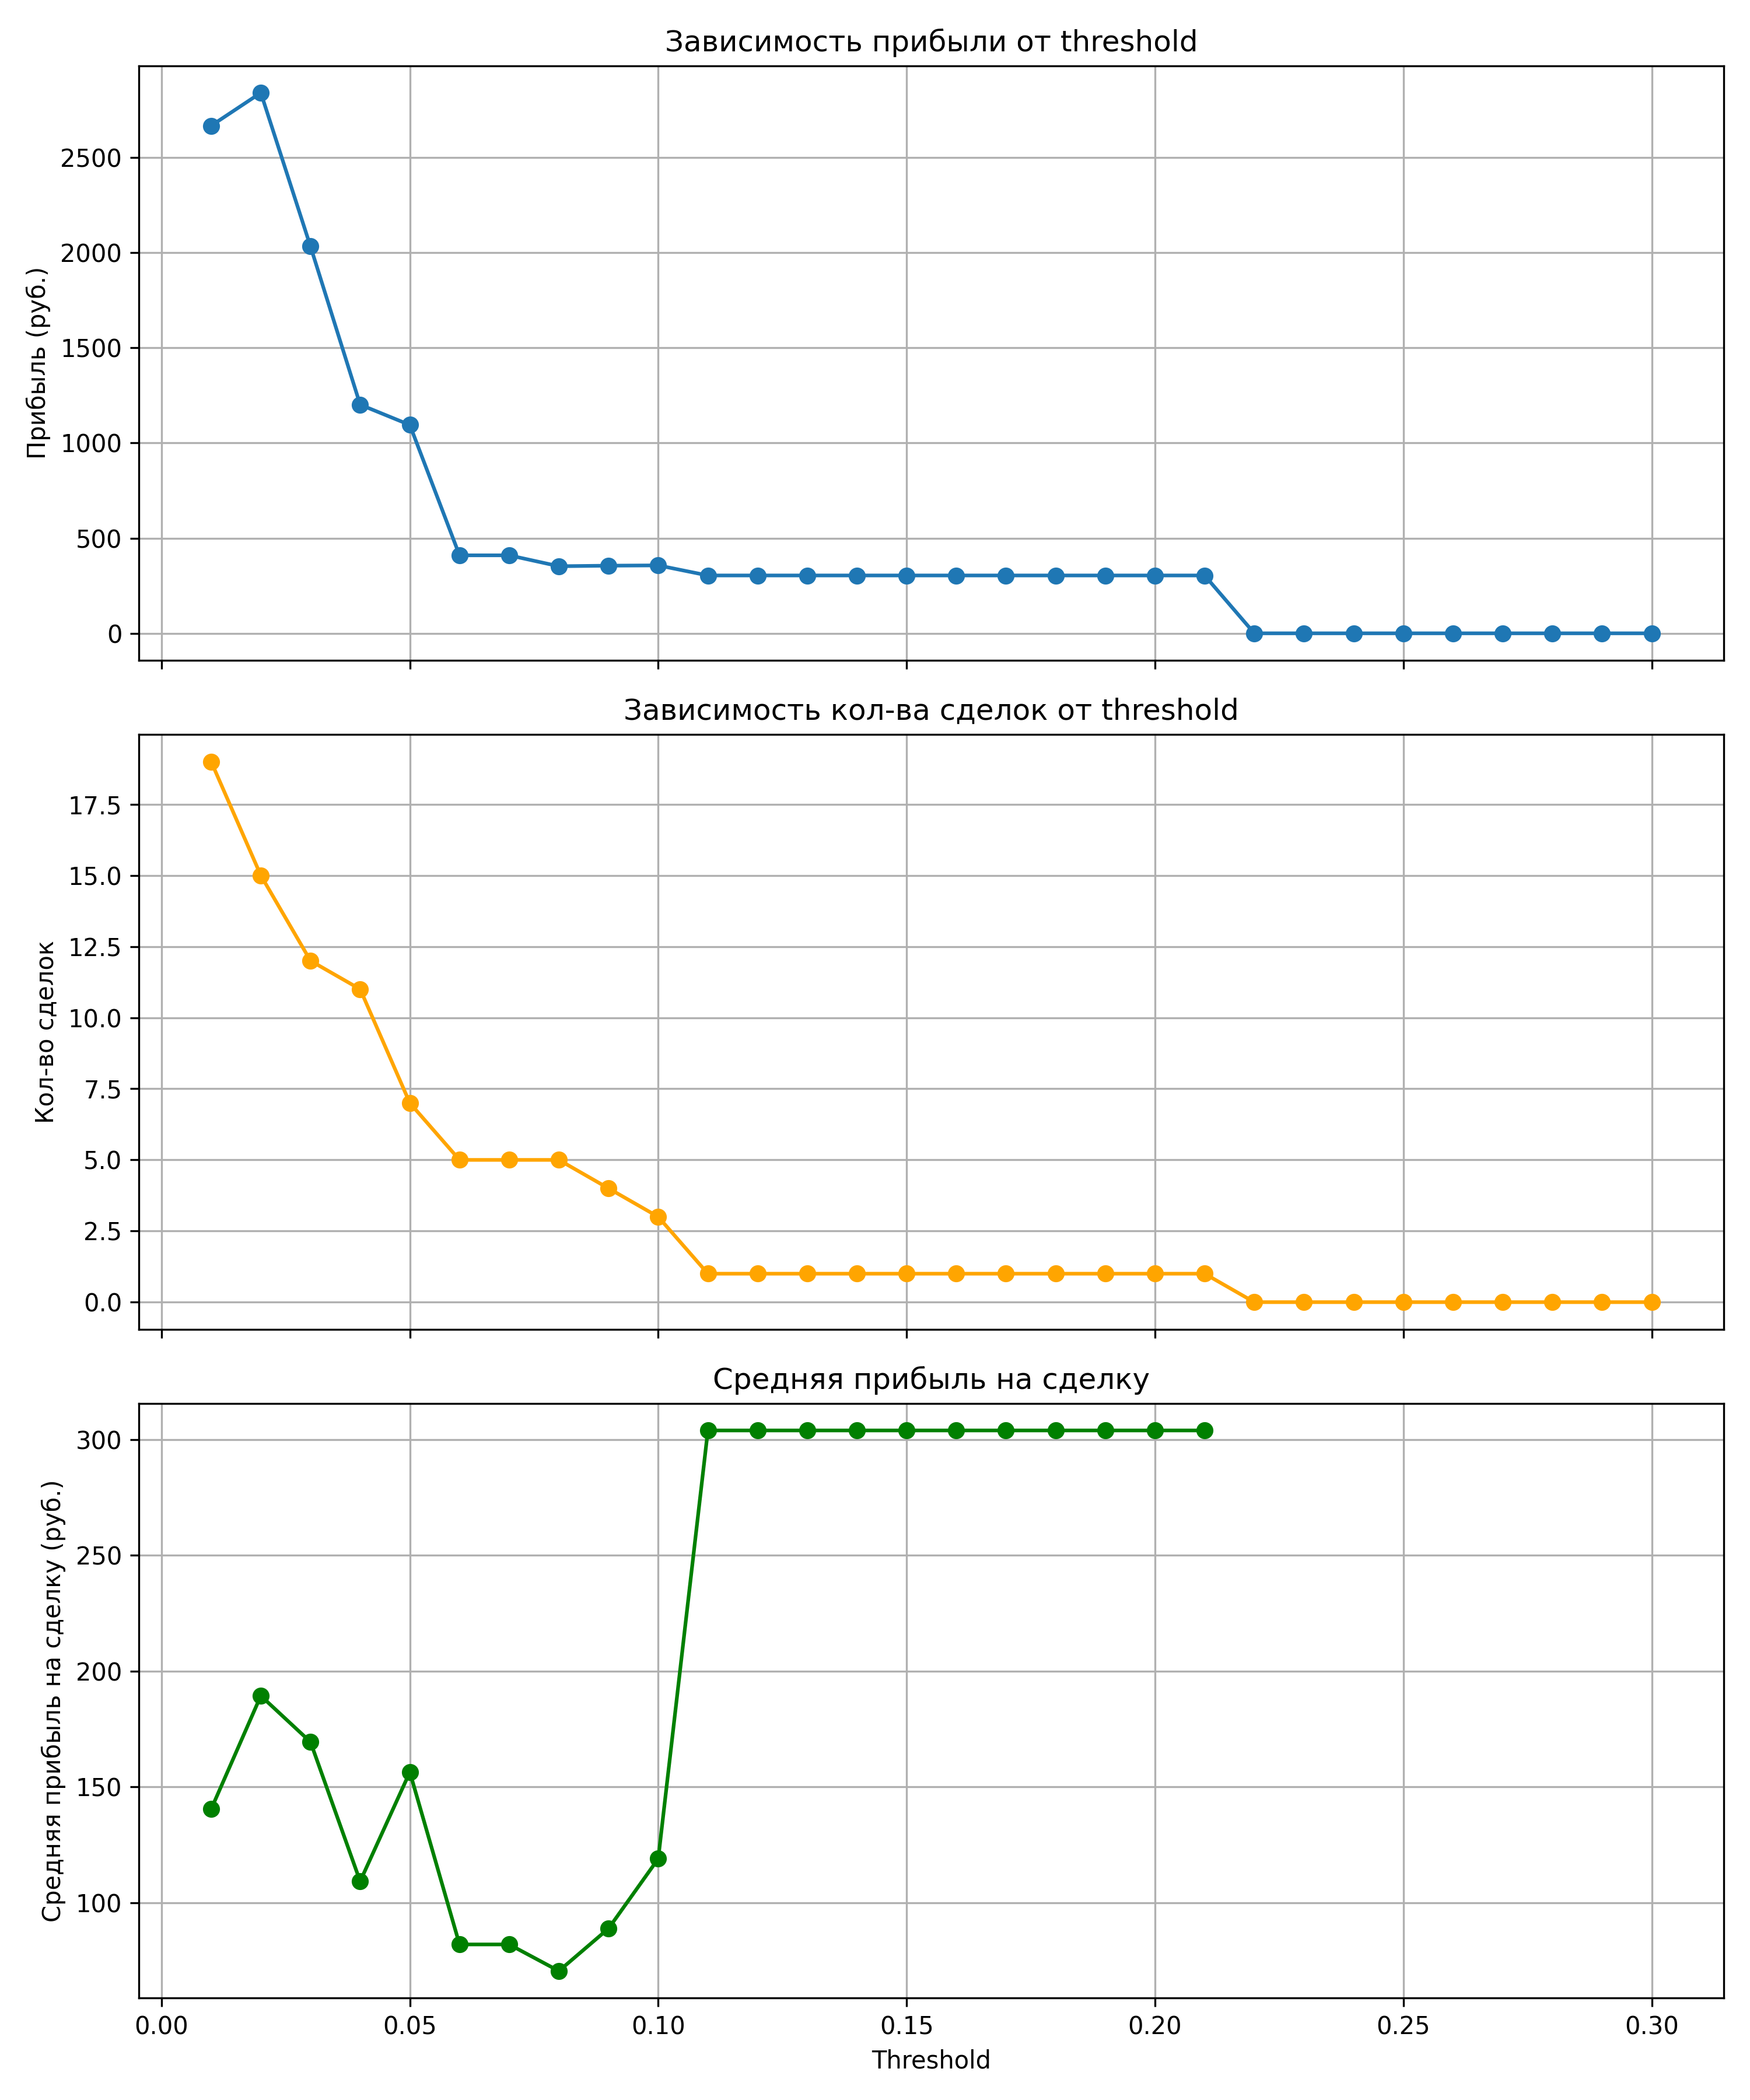 Зависимость прибыли от threshold
Прибыль (руб.)
2500
2000
1500
1000
500
0
Зависимость кол-ва сделок от threshold
Кол-во сделок
17.5
15.0
12.5
10.0
7.5
5.0
2.5
0.0
Средняя прибыль на сделку
Средняя прибыль на сделку (руб.)
300
250
200
150
100
0.00 0.05 0.10 0.15 0.20 0.25 0.30
Threshold